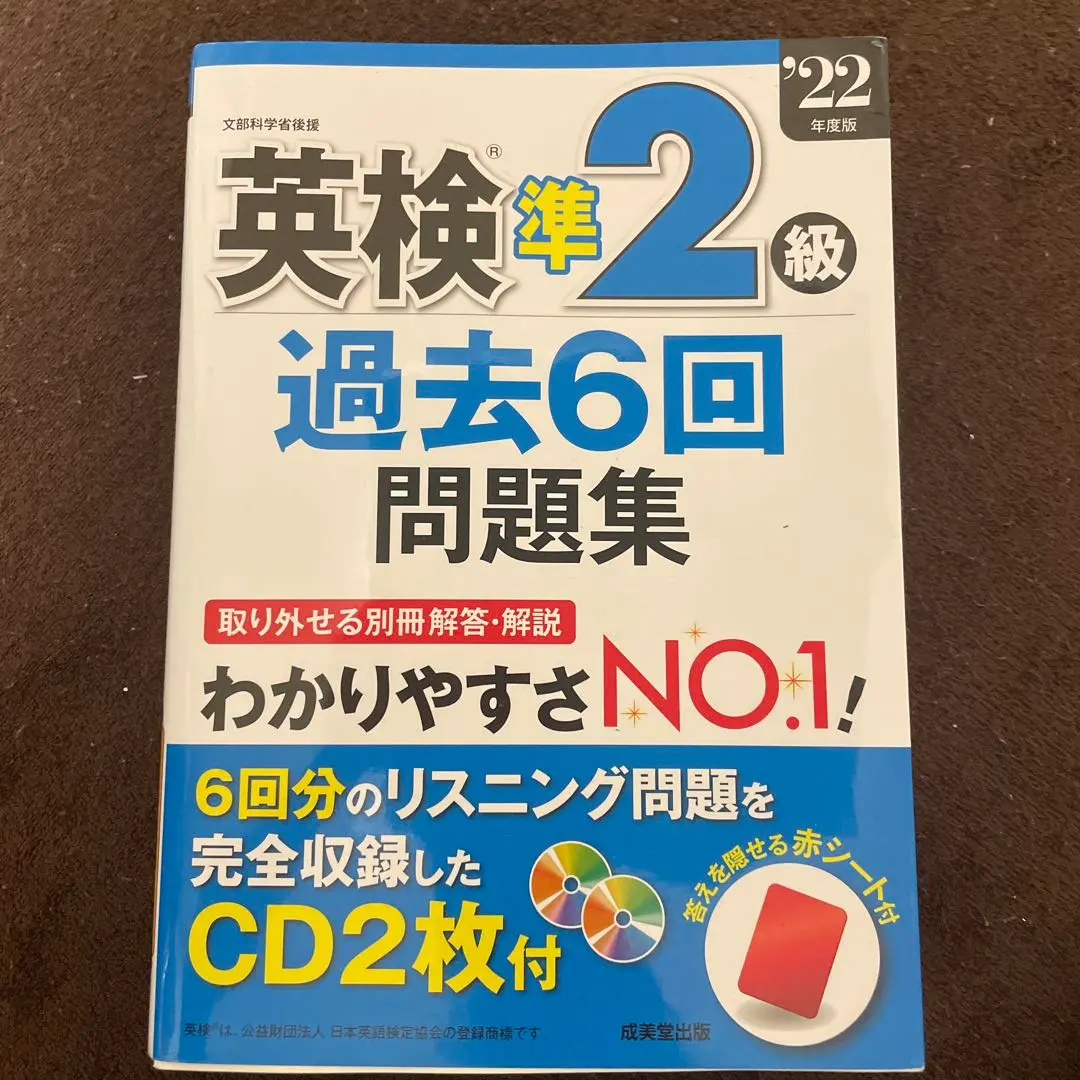 '22
年度版
文部科学省後援
英検®準2級
過去6回
問題集
取り外せる別冊解答・解説
わかりやすさNO.1!
6回分のリスニング問題を
完全収録した
CD2枚付
答えを隠せる赤シート付
英検®は、公益財団法人 日本英語検定協会の登録商標です。
成美堂出版